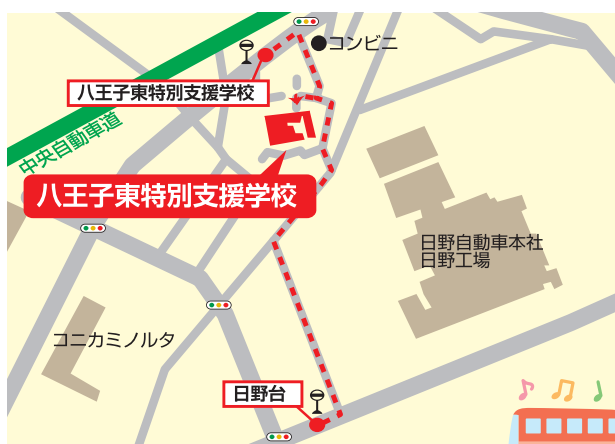 コンビニ
八王子東特別支援学校
中央自動車道
八王子東特別支援学校
日野自動車本社
日野工場
コニカミノルタ
日野台